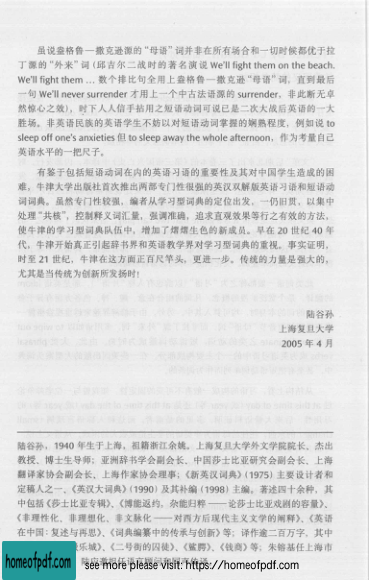 虽说盎格鲁—撒克逊源的“母语”词并非在所有场合和一切时候都优于拉
丁源的“外来”词（邱吉尔二战时的著名演说 We'll fight them on the beach.
We'll fight them … 数个排比句全用上盎格鲁—撒克逊“母语”词，直到最后
一句 We'll never surrender 才用上一个中古法语源的 surrender，非此断无卓
然惊心之效），时下人人信手拈用之短语动词可说已是二次大战后英语的一大
胜场。非英语民族的英语学生不妨以对短语动词掌握的娴熟程度，例如说 to
sleep off one's anxieties 但 to sleep away the whole afternoon，作为考量自己
英语水平的一把尺子。
有鉴于包括短语动词在内的英语习语的重要性及其对中国学生造成的困
难，牛津大学出版社首次推出两部专门性很强的英汉双解版英语习语和短语动
词词典。虽然专门性较强，编者从学习型词典的定位出发，一仍旧贯，以集中
处理“共核”，控制释义词汇量，强调准确，追求直观效果等行之有效的方法，
使牛津的学习型词典队伍中，增加了熠熠生色的新成员。早在 20 世纪 40 年
代，牛津开始真正引起辞书界和英语教学界对学习型词典的重视。事实证明，
时至 21 世纪，牛津在这方面正百尺竿头，更进一步。传统的力量是强大的，
尤其是当传统为创新所发扬时！
陆谷孙
上海复旦大学
2005 年 4 月
陆谷孙，1940 年生于上海。祖籍浙江余姚。上海复旦大学外文学院院长、杰出
教授、博士生导师；亚洲辞书学会副会长、中国莎士比亚研究会副会长、上海
翻译家协会副会长、上海作家协会理事；《新英汉词典》(1975) 主要设计者和
定稿人之一、《英汉大词典》(1990) 及其补编 (1998) 主编。著述四十余种，其
中包括《莎士比亚专辑》、《博能返约，杂能归粹——论莎士比亚戏剧的容量》、
《非理性化、非理想化、非文脉化——对西方后现代主义文学的阐释》、《英语
在中国：复述与再思》、《词典编纂中的传承与创新》等；译作逾二百万字，其中
乐城》、《二号街的囚徒》、《鲨腭》、《钱商》等；朱镕基任上海市
homeofpdf.com
see more please visit: https://homeofpdf.com